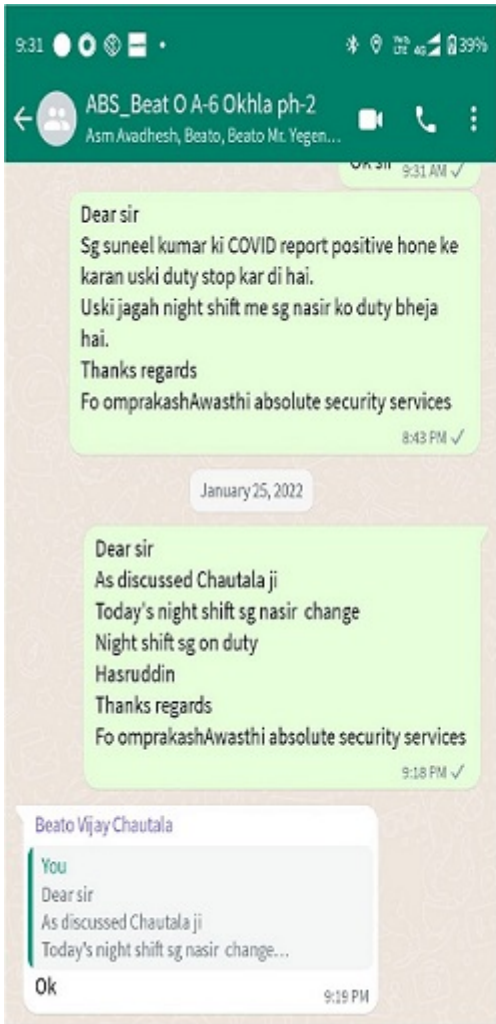 9:31
39%
ABS_Beat O A-6 Okhla ph-2
Asm Avadhesh, Beato, Beato Mr. Yegen...
9:31 AM
Dear sir
Sg suneel kumar ki COVID report positive hone ke
karan uski duty stop kar di hai.
Uski jagah night shift me sg nasir ko duty bheja
hai.
Thanks regards
Fo omprakashAwasthi absolute security services
8:43 PM
January 25, 2022
Dear sir
As discussed Chautala ji
Today's night shift sg nasir change
Night shift sg on duty
Hasruddin
Thanks regards
Fo omprakashAwasthi absolute security services
9:18 PM
Beato Vijay Chautala
You
Dear sir
As discussed Chautala ji
Today's night shift sg nasir change...
Ok
9:19 PM